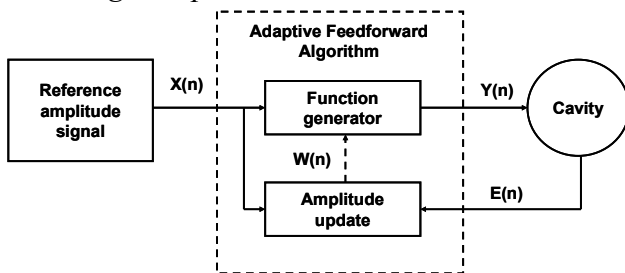 Adaptive Feedforward
Algorithm
Reference
amplitude
signal
X(n)
Function
generator
Y(n)
Cavity
W(n)
Amplitude
update
E(n)